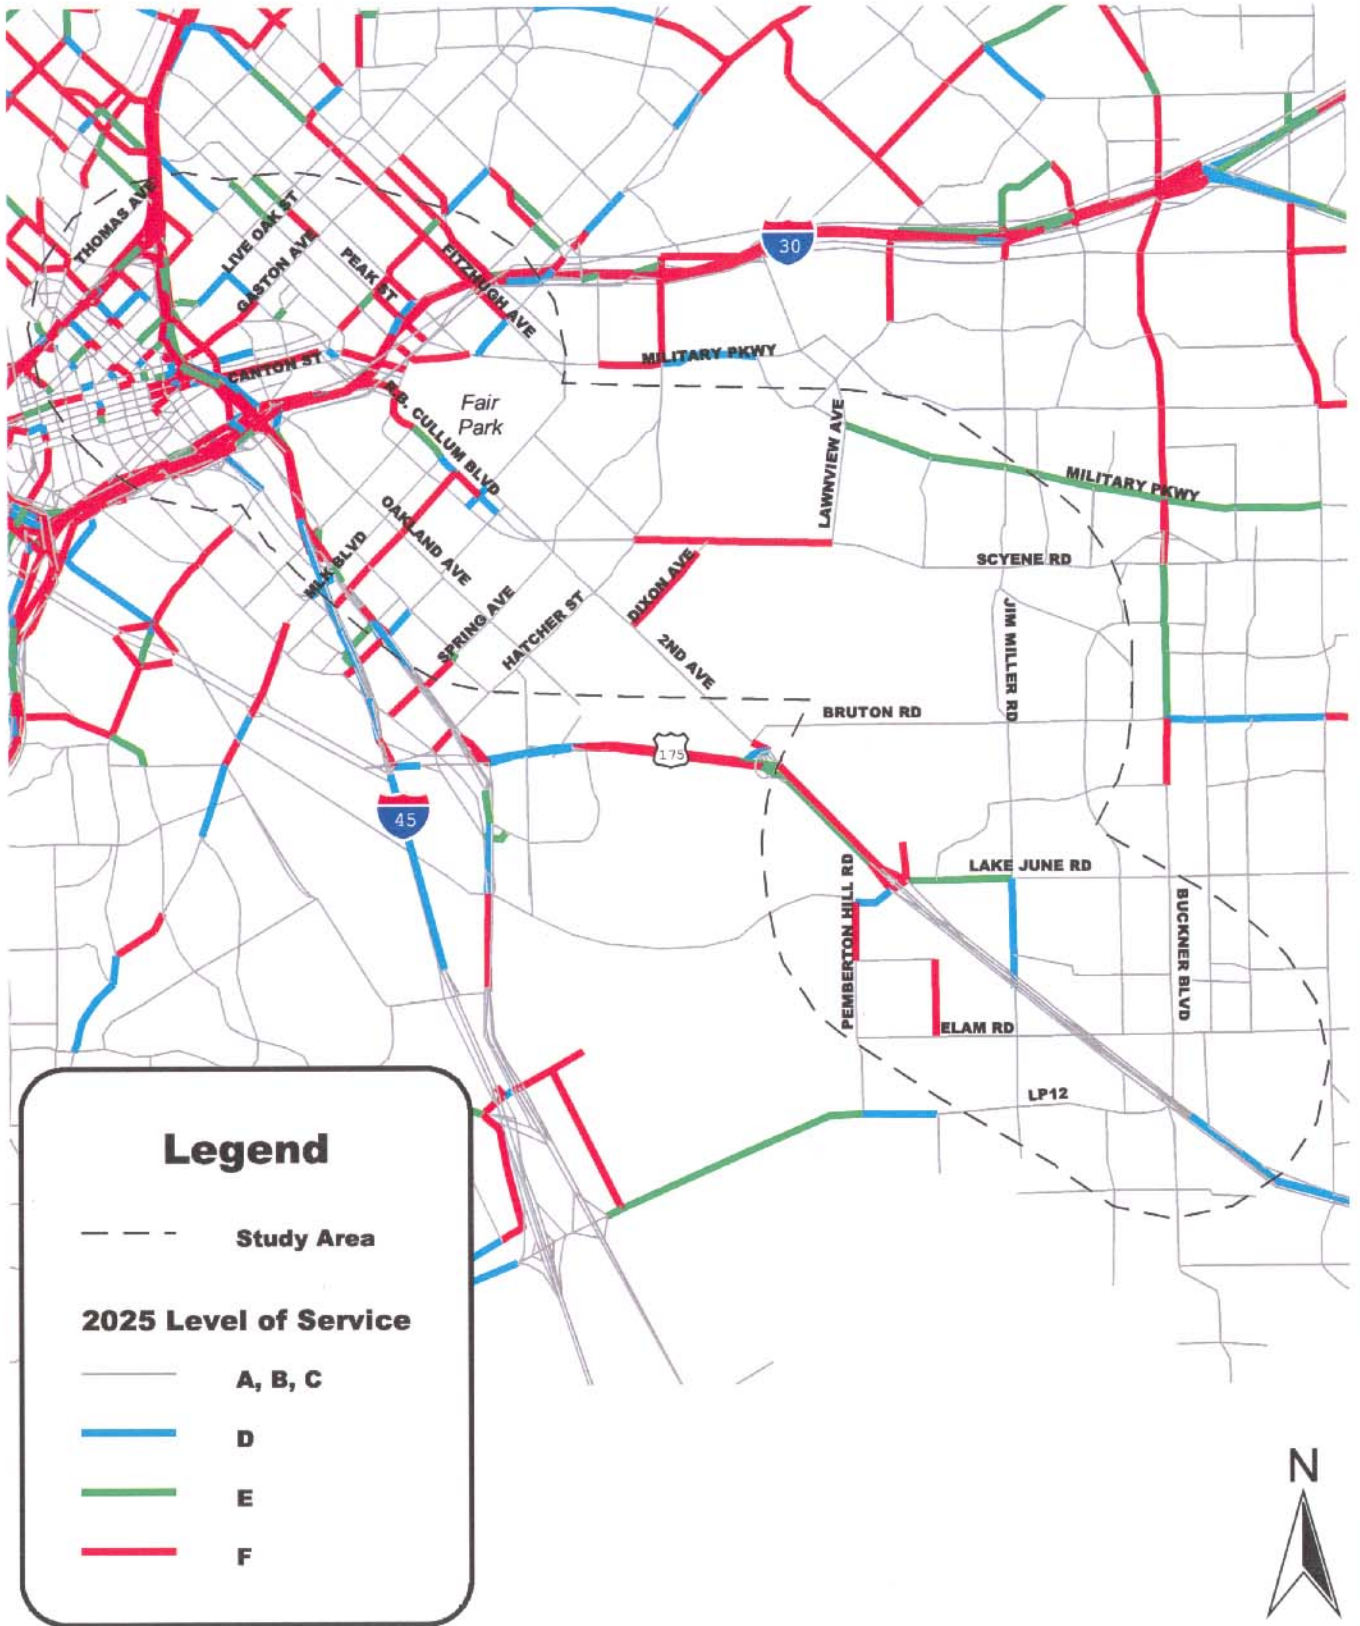 THOMAS AVE
LIVE OAK ST
GASTON AVE
PEAK ST
FITZHUGH AVE
30
MILITARY PKWY
CANTON ST
R.B. CULLUM BLVD
Fair
Park
LAWNVIEW AVE
MILITARY PKWY
OAKLAND AVE
MLK BLVD
SCYENE RD
DIXON AVE
SPRING AVE
HATCHER ST
JIM MILLER RD
2ND AVE
BRUTON RD
175
45
LAKE JUNE RD
PEMBERTON HILL RD
BUCKNER BLVD
ELAM RD
LP12
Legend
Study Area
2025 Level of Service
A, B, C
D
E
F
N